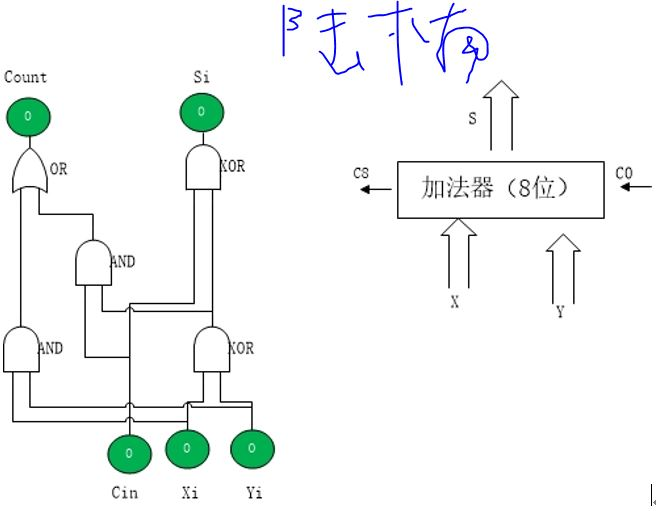 Count
Si
0
0
OR
XOR
AND
AND
XOR
0
0
0
Cin
Xi
Yi
S
C8
加法器（8位）
C0
X
Y